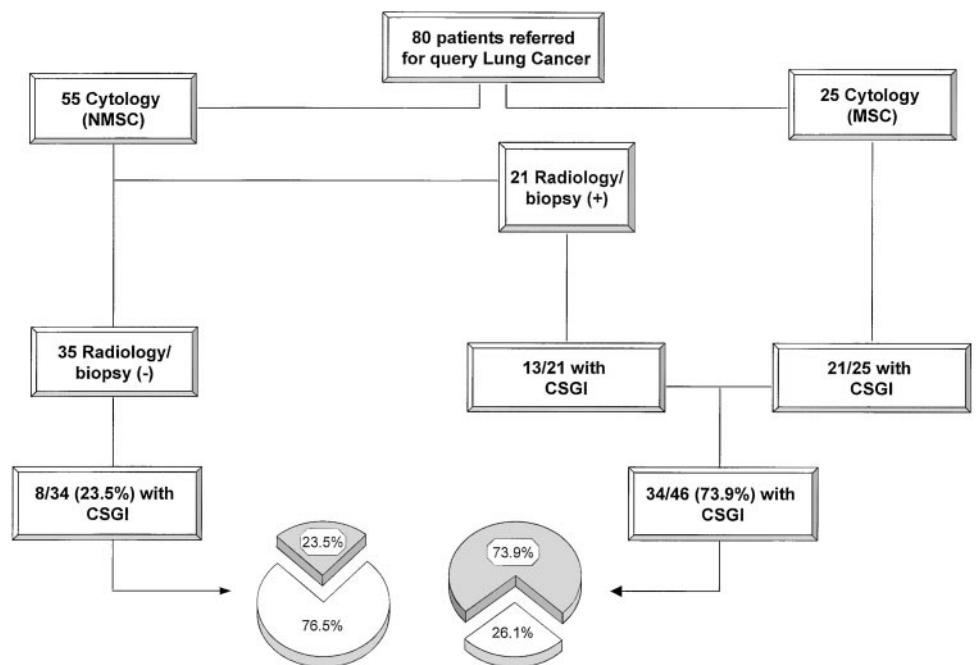 80 patients referred
for query Lung Cancer
55 Cytology
(NMSC)
25 Cytology
(MSC)
21 Radiology/
biopsy (+)
35 Radiology/
biopsy (-)
13/21 with
CSGI
21/25 with
CSGI
8/34 (23.5%) with
CSGI
34/46 (73.9%) with
CSGI
23.5%
76.5%
73.9%
26.1%